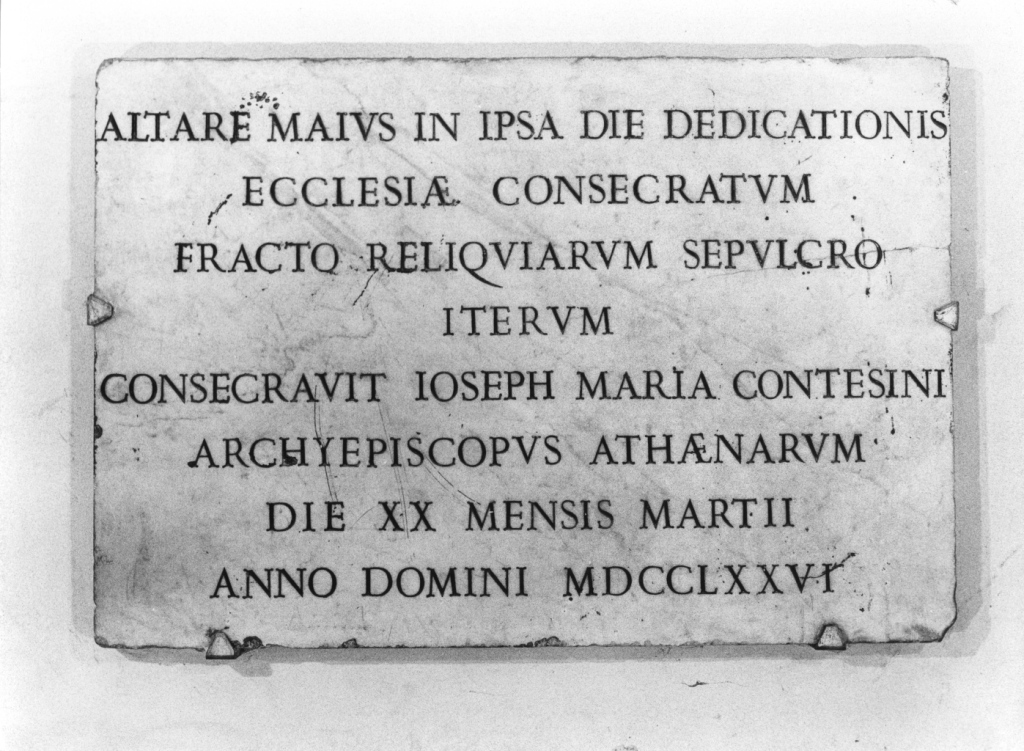 ALTARE MAIVS IN IPSA DIE DEDICATIONIS
ECCLESIÆ CONSECRATVM
FRACTO RELIQVIARVM SEPVLCRO
ITERVM
CONSECRAVIT IOSEPH MARIA CONTESINI
ARCHYEPISCOPVS ATHÆNARVM
DIE XX MENSIS MARTII
ANNO DOMINI MDCCLXXVI